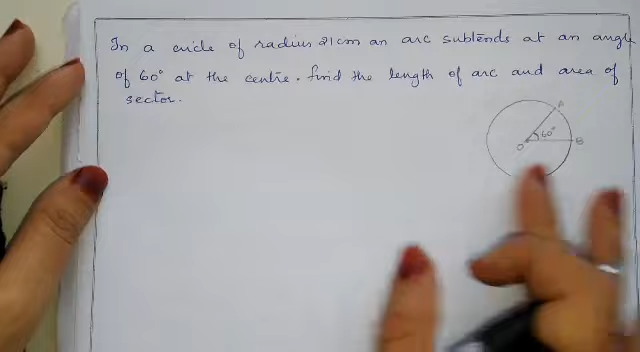 In a circle of radius 21cm an arc subtends at an angle
of 60° at the centre. find the length of arc and area of
sector.
A
60°
O
B